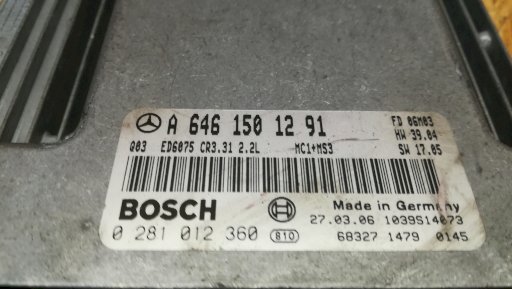 A 646 150 12 91 FD 06M03
HW 39.04
Q03 ED6075 CR3.31 2.2L MC1+MS3 SW 17.05
BOSCH Made in Germany
27.03.06 1039S14073
0 281 012 360 810 68327 1479 0145